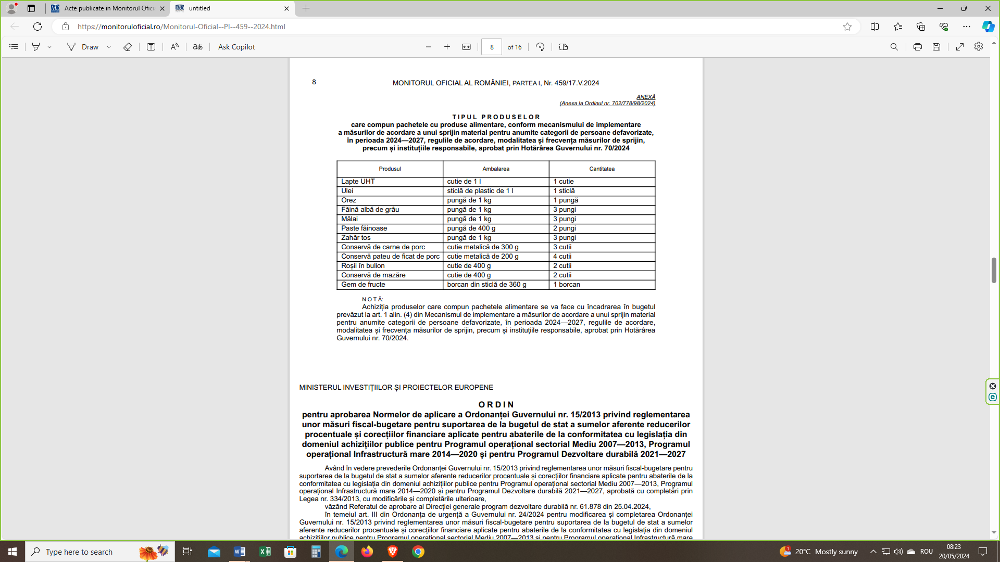 Acte publicate în Monitorul Ofici
untitled
https://monitoruloficial.ro/Monitorul-Oficial--PI--459--2024.html
Draw
Ask Copilot
8
of 16
8
MONITORUL OFICIAL AL ROMÂNIEI, PARTEA I, Nr. 459/17.V.2024
ANEXĂ
(Anexa la Ordinul nr. 702/778/98/2024)
TIPUL PRODUSELOR
care compun pachetele cu produse alimentare, conform mecanismului de implementare
a măsurilor de acordare a unui sprijin material pentru anumite categorii de persoane defavorizate,
în perioada 2024—2027, regulile de acordare, modalitatea și frecvența măsurilor de sprijin,
precum și instituțiile responsabile, aprobat prin Hotărârea Guvernului nr. 70/2024
Produsul Ambalarea Cantitatea
Lapte UHT cutie de 1 l 1 cutie
Ulei sticlă de plastic de 1 l 1 sticlă
Orez pungă de 1 kg 1 pungă
Făină albă de grâu pungă de 1 kg 3 pungi
Mălai pungă de 1 kg 3 pungi
Paste făinoase pungă de 400 g 2 pungi
Zahăr tos pungă de 1 kg 3 pungi
Conservă de carne de porc cutie metalică de 300 g 3 cutii
Conservă pateu de ficat de porc cutie metalică de 200 g 4 cutii
Roșii în bulion cutie de 400 g 2 cutii
Conservă de mazăre cutie de 400 g 2 cutii
Gem de fructe borcan din sticlă de 360 g 1 borcan
NOTĂ:
Achiziția produselor care compun pachetele alimentare se va face cu încadrarea în bugetul
prevăzut la art. 1 alin. (4) din Mecanismul de implementare a măsurilor de acordare a unui sprijin material
pentru anumite categorii de persoane defavorizate, în perioada 2024—2027, regulile de acordare,
modalitatea și frecvența măsurilor de sprijin, precum și instituțiile responsabile, aprobat prin Hotărârea
Guvernului nr. 70/2024.
MINISTERUL INVESTIȚIILOR ȘI PROIECTELOR EUROPENE
ORDIN
pentru aprobarea Normelor de aplicare a Ordonanței Guvernului nr. 15/2013 privind reglementarea
unor măsuri fiscal-bugetare pentru suportarea de la bugetul de stat a sumelor aferente reducerilor
procentuale și corecțiilor financiare aplicate pentru abaterile de la conformitatea cu legislația din
domeniul achizițiilor publice pentru Programul operațional sectorial Mediu 2007—2013, Programul
operațional Infrastructură mare 2014—2020 și pentru Programul Dezvoltare durabilă 2021—2027
Având în vedere prevederile Ordonanței Guvernului nr. 15/2013 privind reglementarea unor măsuri fiscal-bugetare pentru
suportarea de la bugetul de stat a sumelor aferente reducerilor procentuale și corecțiilor financiare aplicate pentru abaterile de la
conformitatea cu legislația din domeniul achizițiilor publice pentru Programul operațional sectorial Mediu 2007—2013, Programul
operațional Infrastructură mare 2014—2020 și pentru Programul Dezvoltare durabilă 2021—2027, aprobată cu completări prin
Legea nr. 334/2013, cu modificările și completările ulterioare,
văzând Referatul de aprobare al Direcției generale program dezvoltare durabilă nr. 61.878 din 25.04.2024,
în temeiul art. III din Ordonanța de urgență a Guvernului nr. 24/2024 pentru modificarea și completarea Ordonanței
Guvernului nr. 15/2013 privind reglementarea unor măsuri fiscal-bugetare pentru suportarea de la bugetul de stat a sumelor
aferente reducerilor procentuale și corecțiilor financiare aplicate pentru abaterile de la conformitatea cu legislația din domeniul
achizițiilor publice pentru Programul operațional sectorial Mediu 2007—2013 și pentru Programul operațional Infrastructură mare
Type here to search
20°C Mostly sunny
ROU
08:23
20/05/2024